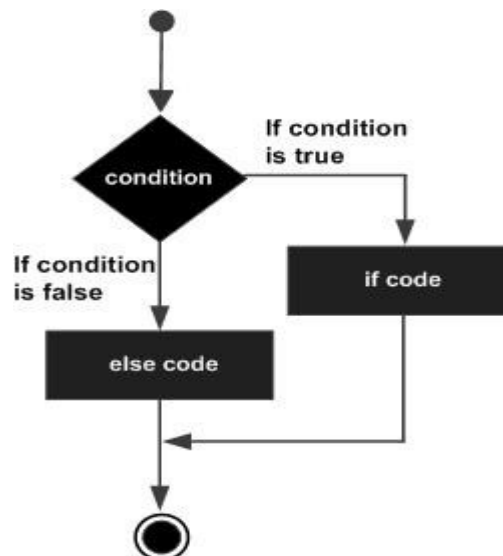 If condition
is true
condition
If condition
is false
if code
else code